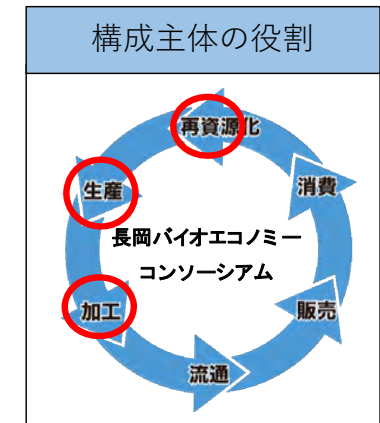 構成主体の役割
再資源化
生産
消費
長岡バイオエコノミー
コンソーシアム
加工
販売
流通